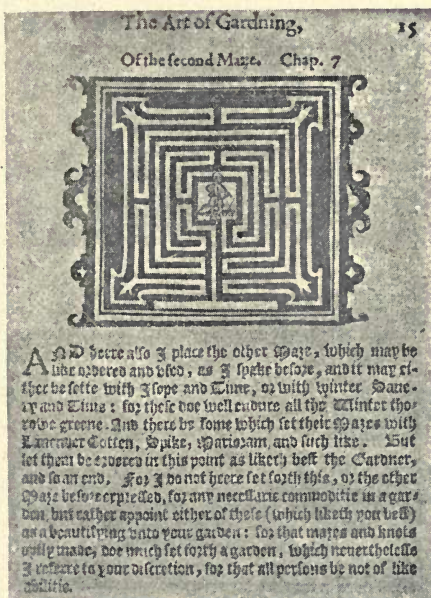 The Art of Gardning, 15
Of the second Maze. Chap. 7
AND heere also I place the other Maze, which may be
like ordered and vsed, as I spake before, and it may ei-
ther be sette with Isope and Time, or with winter Saue-
ry and Time: for these doe well endure all the Winter tho-
rowe greene. And there be some which set their Mazes with
Lauender Cotten, Spike, Marioram, and such like. But
let them be ordered in this point as liketh best the Gardner,
and so an end. For I do not heere set forth this, or the other
Maze before expressed, for any necessarie commoditie in a gar-
den, but rather appoint either of these (which liketh you best)
as a beautifying vnto your garden: for that mazes and knots
aptly made, doe much set forth a garden, which neuerthelesse
I referre to your discretion, for that all persons be not of like
abilitie.